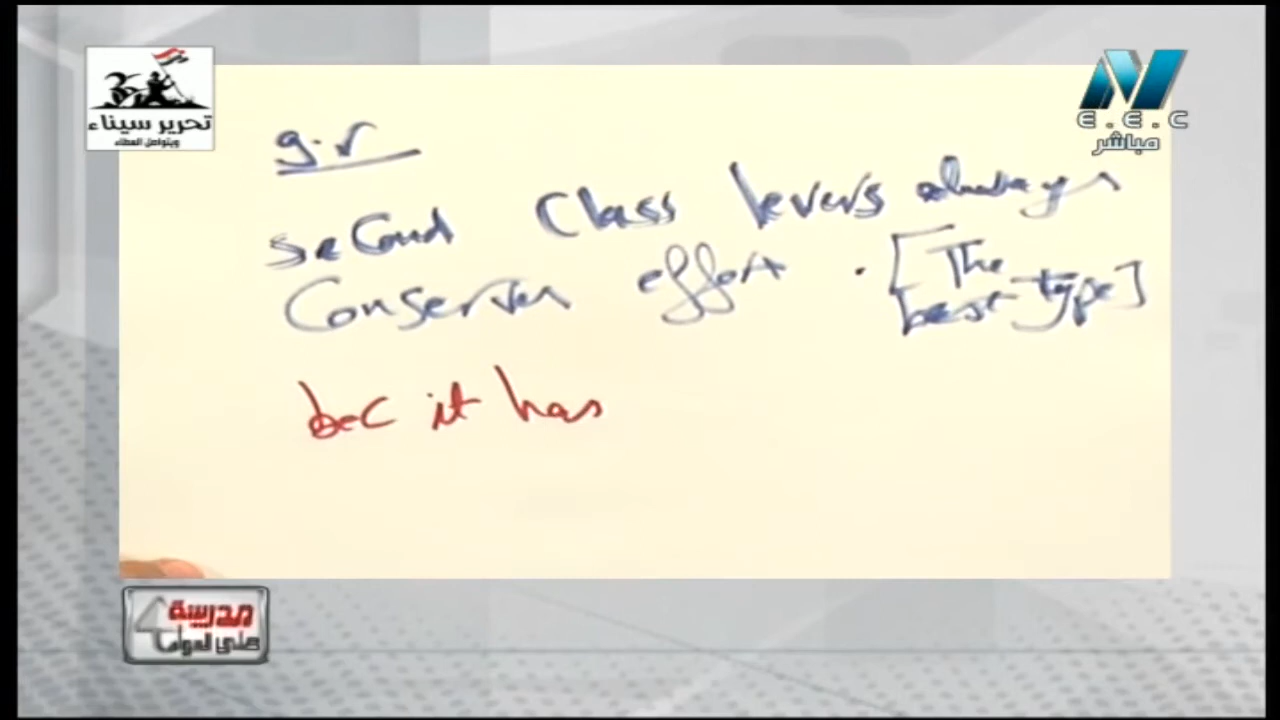 تحرير سيناء
ويتواصل العطاء
E.E.C
مباشر
g.r
second Class levers always
Conserves effort . [The
best type]
bec it has
مدرسة
على الهواء